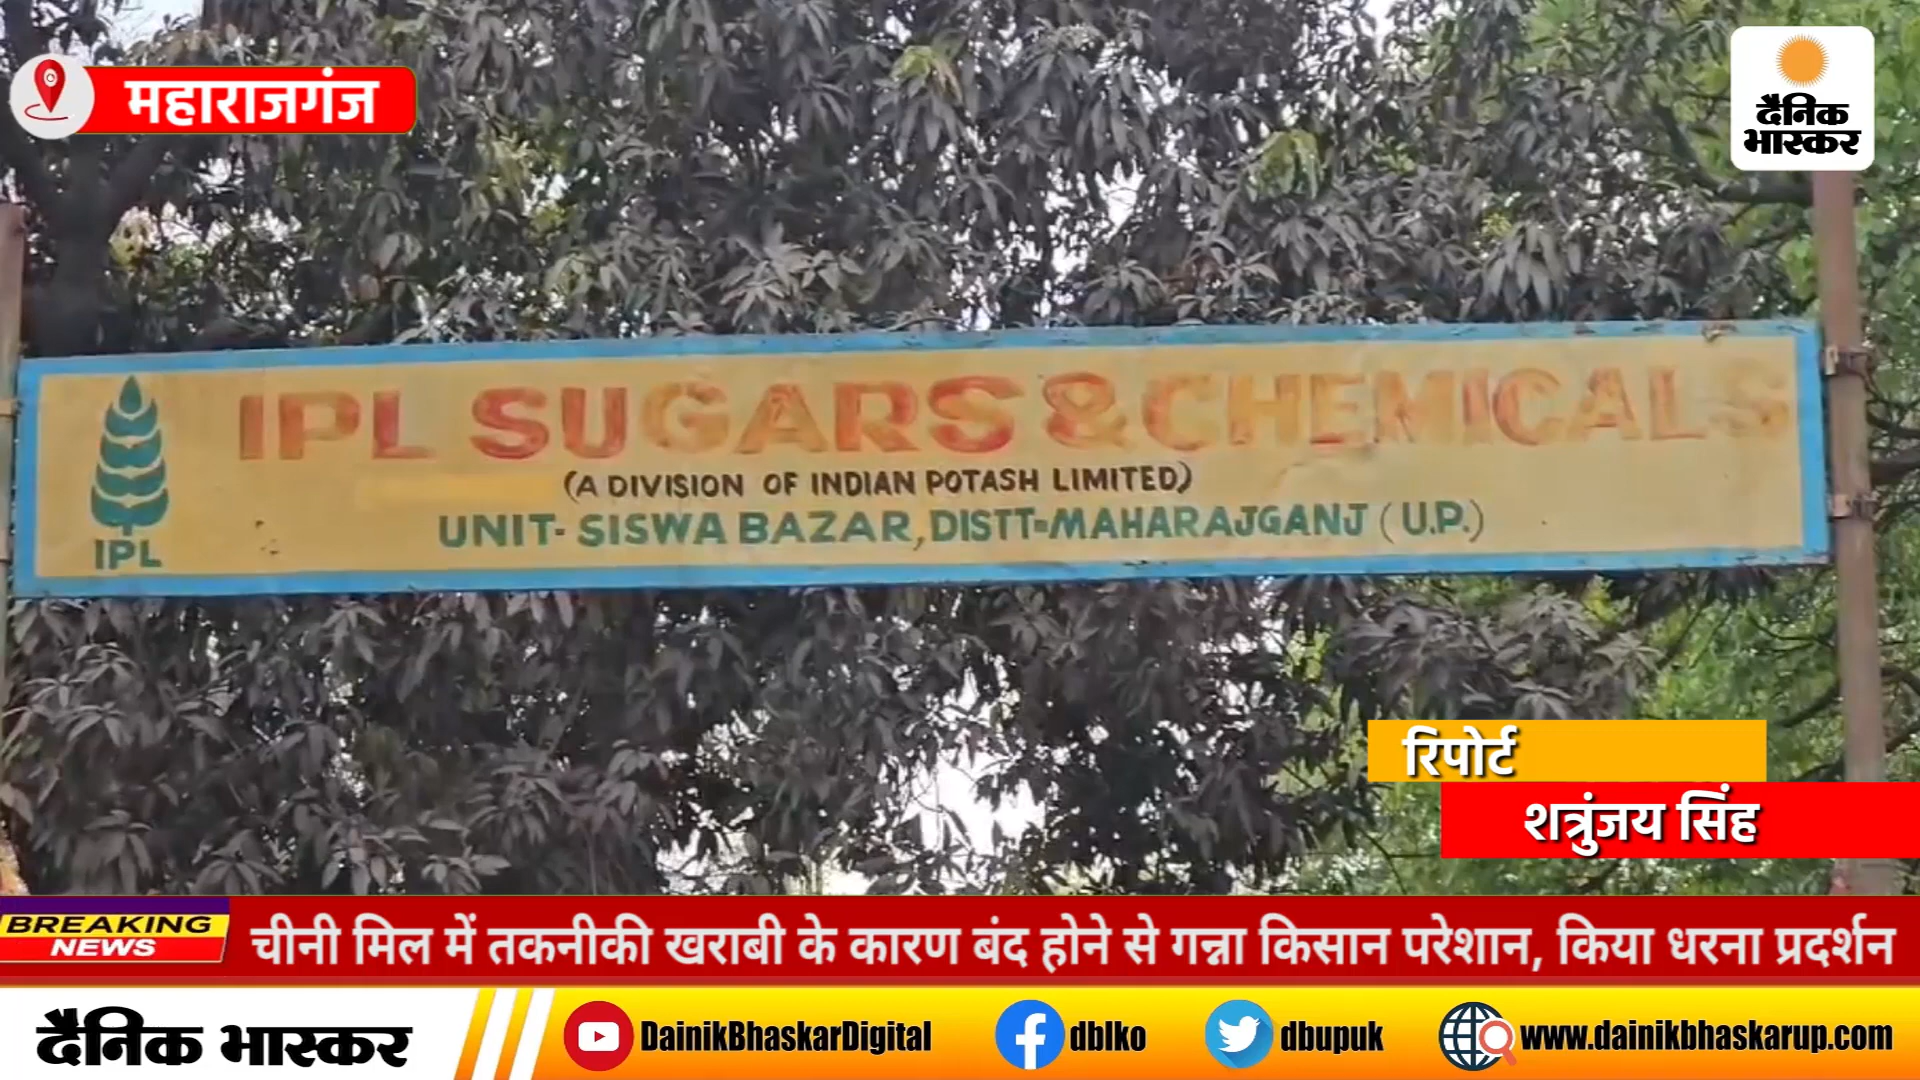 महाराजगंज
दैनिक
भास्कर
IPL SUGARS & CHEMICALS
(A DIVISION OF INDIAN POTASH LIMITED)
UNIT- SISWA BAZAR, DISTT=MAHARAJGANJ (U.P.)
IPL
रिपोर्ट
शत्रुंजय सिंह
BREAKING
NEWS
चीनी मिल में तकनीकी खराबी के कारण बंद होने से गन्ना किसान परेशान, किया धरना प्रदर्शन
दैनिक भास्कर
DainikBhaskarDigital
dblko
dbupuk
www.dainikbhaskarup.com